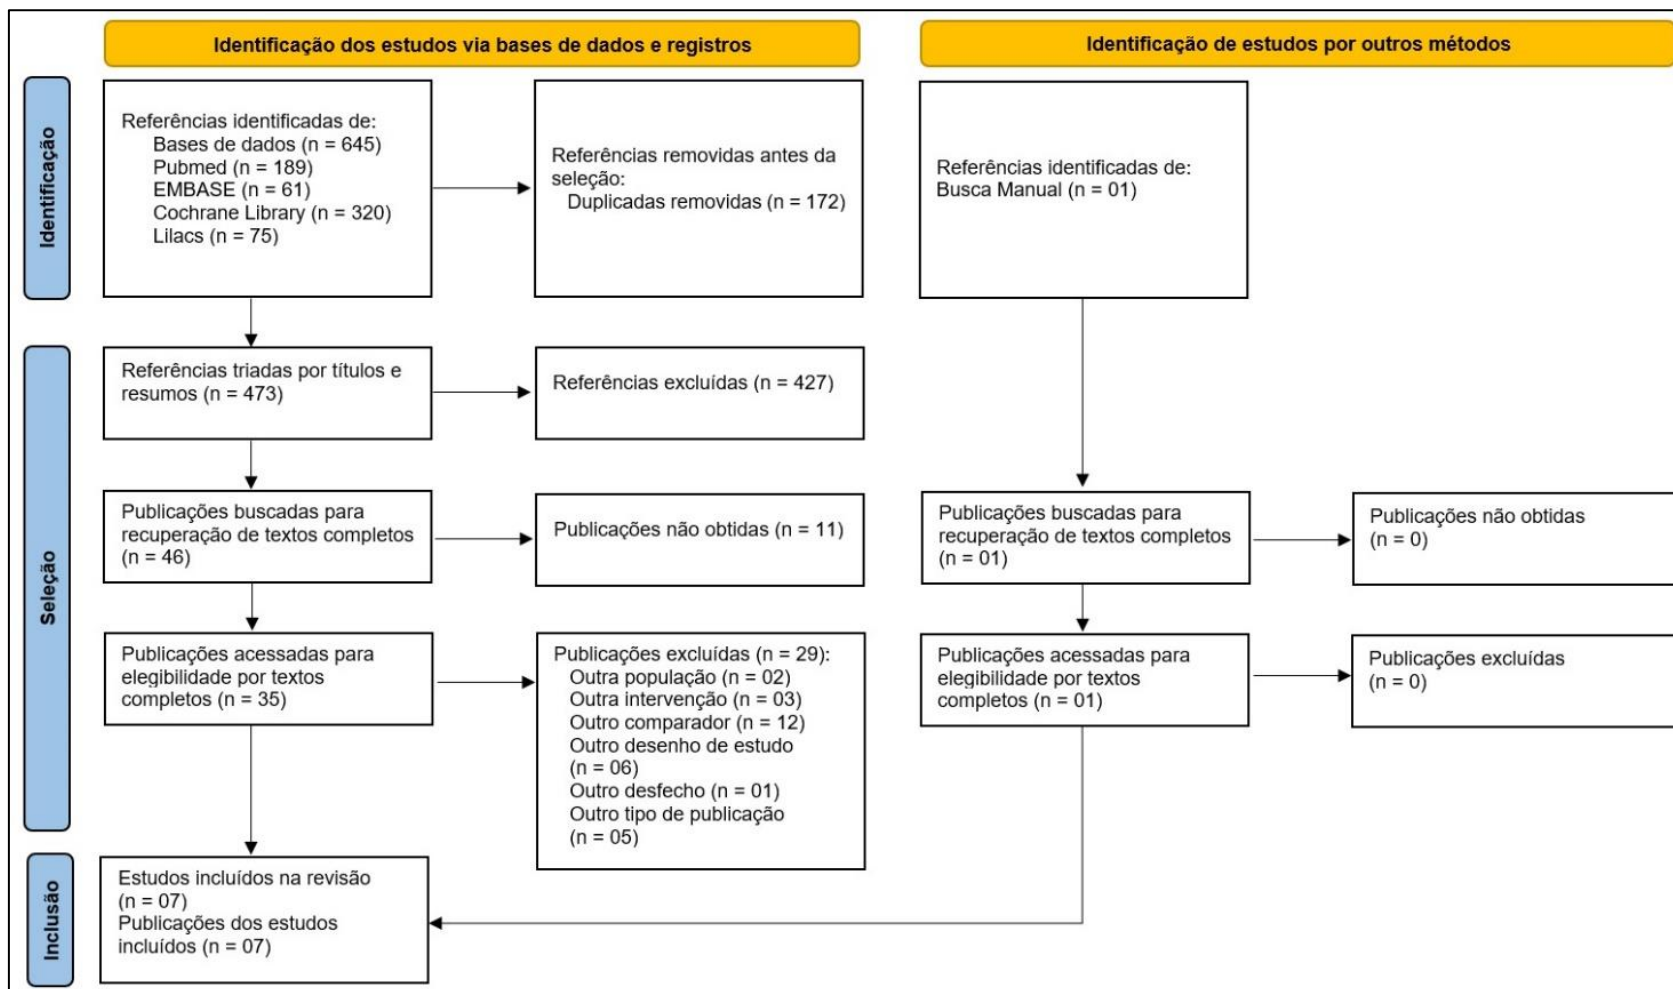 Identificação dos estudos via bases de dados e registros
Identificação de estudos por outros métodos
Identificação
Referências identificadas de:
Bases de dados (n = 645)
Pubmed (n = 189)
EMBASE (n = 61)
Cochrane Library (n = 320)
Lilacs (n = 75)
Referências removidas antes da
seleção:
Duplicadas removidas (n = 172)
Referências identificadas de:
Busca Manual (n = 01)
Seleção
Referências triadas por títulos e
resumos (n = 473)
Referências excluídas (n = 427)
Publicações buscadas para
recuperação de textos completos
(n = 46)
Publicações não obtidas (n = 11)
Publicações buscadas para
recuperação de textos completos
(n = 01)
Publicações não obtidas
(n = 0)
Publicações acessadas para
elegibilidade por textos
completos (n = 35)
Publicações excluídas (n = 29):
Outra população (n = 02)
Outra intervenção (n = 03)
Outro comparador (n = 12)
Outro desenho de estudo
(n = 06)
Outro desfecho (n = 01)
Outro tipo de publicação
(n = 05)
Publicações acessadas para
elegibilidade por textos
completos (n = 01)
Publicações excluídas
(n = 0)
Inclusão
Estudos incluídos na revisão
(n = 07)
Publicações dos estudos
incluídos (n = 07)